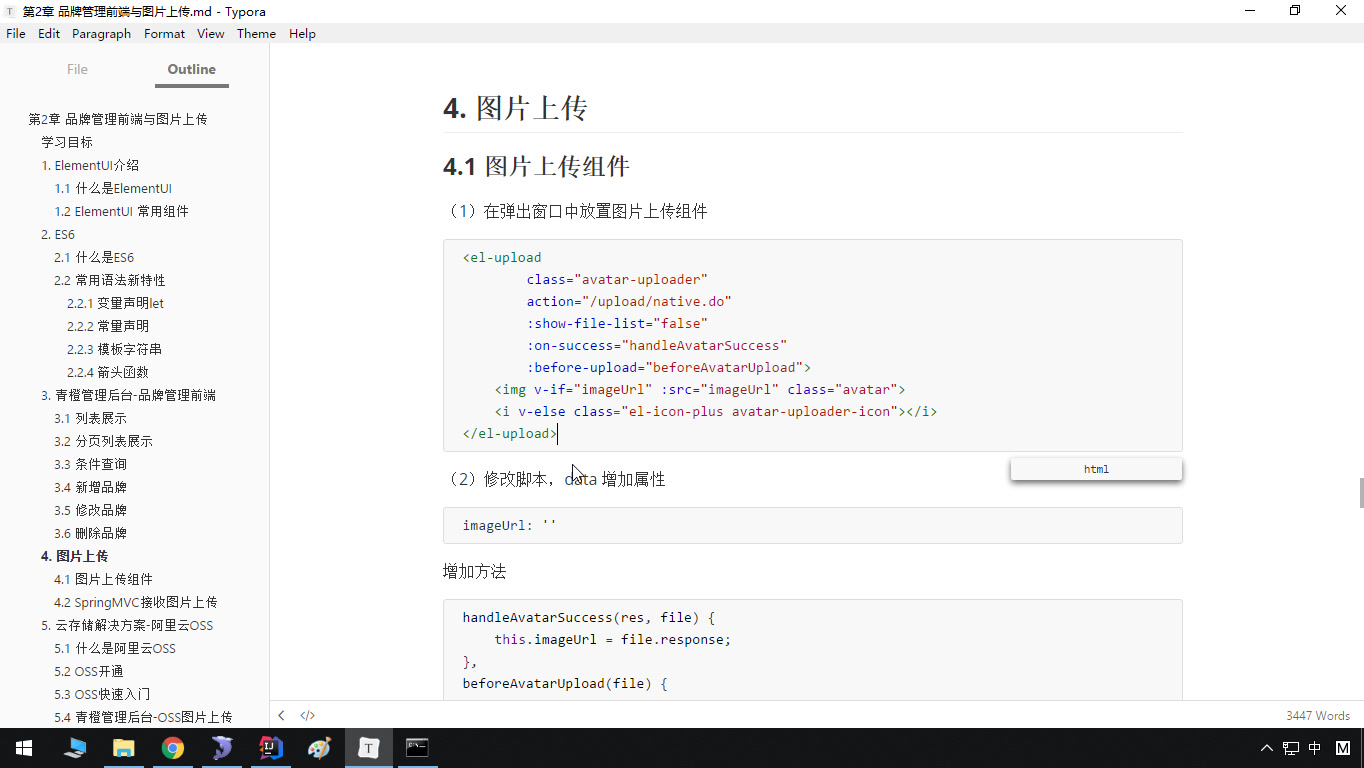 第2章 品牌管理前端与图片上传.md - Typora
File Edit Paragraph Format View Theme Help
File Outline
第2章 品牌管理前端与图片上传
学习目标
1. ElementUI介绍
1.1 什么是ElementUI
1.2 ElementUI 常用组件
2. ES6
2.1 什么是ES6
2.2 常用语法新特性
2.2.1 变量声明let
2.2.2 常量声明
2.2.3 模板字符串
2.2.4 箭头函数
3. 青橙管理后台-品牌管理前端
3.1 列表展示
3.2 分页列表展示
3.3 条件查询
3.4 新增品牌
3.5 修改品牌
3.6 删除品牌
4. 图片上传
4.1 图片上传组件
4.2 SpringMVC接收图片上传
5. 云存储解决方案-阿里云OSS
5.1 什么是阿里云OSS
5.2 OSS开通
5.3 OSS快速入门
5.4 青橙管理后台-OSS图片上传
4. 图片上传
4.1 图片上传组件
（1）在弹出窗口中放置图片上传组件
<el-upload
class="avatar-uploader"
action="/upload/native.do"
:show-file-list="false"
:on-success="handleAvatarSuccess"
:before-upload="beforeAvatarUpload">
<img v-if="imageUrl" :src="imageUrl" class="avatar">
<i v-else class="el-icon-plus avatar-uploader-icon"></i>
</el-upload>
html
（2）修改脚本，data 增加属性
imageUrl: ''
增加方法
handleAvatarSuccess(res, file) {
this.imageUrl = file.response;
},
beforeAvatarUpload(file) {
3447 Words
中 M